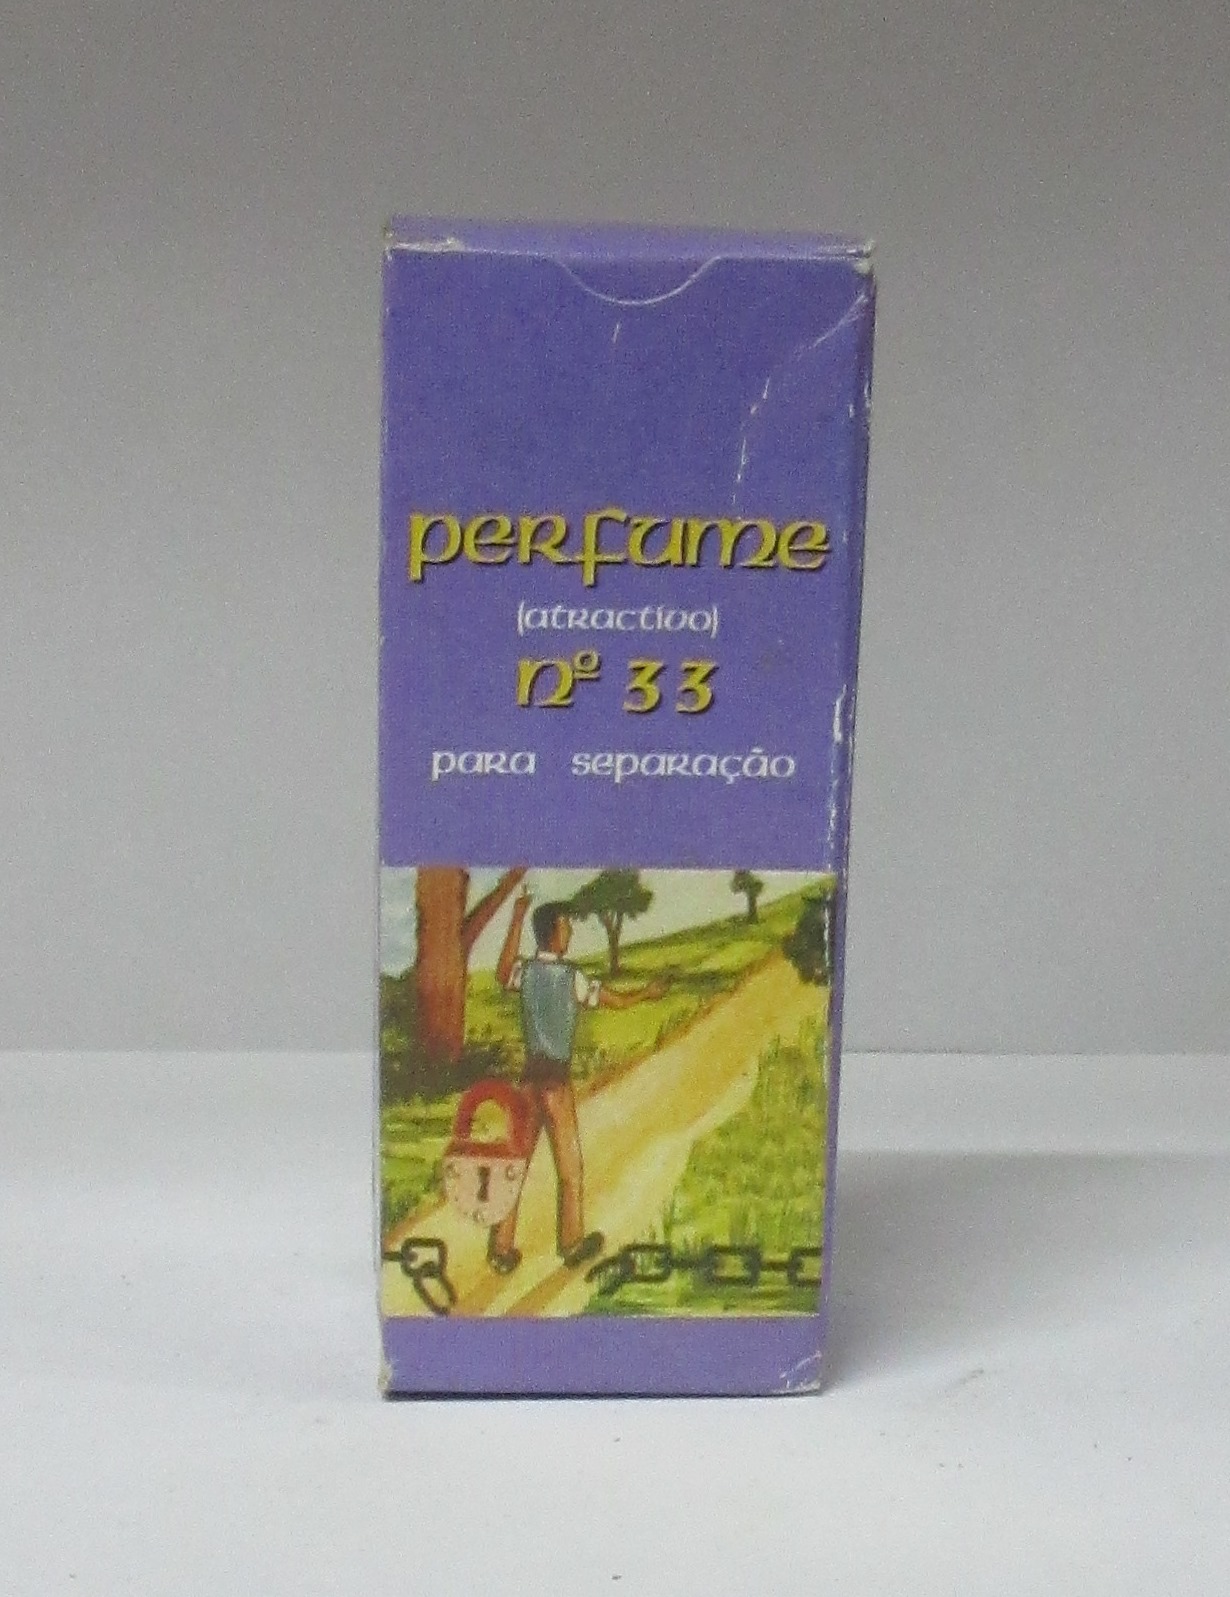 perfume
(atractivo)
nº 33
para separação